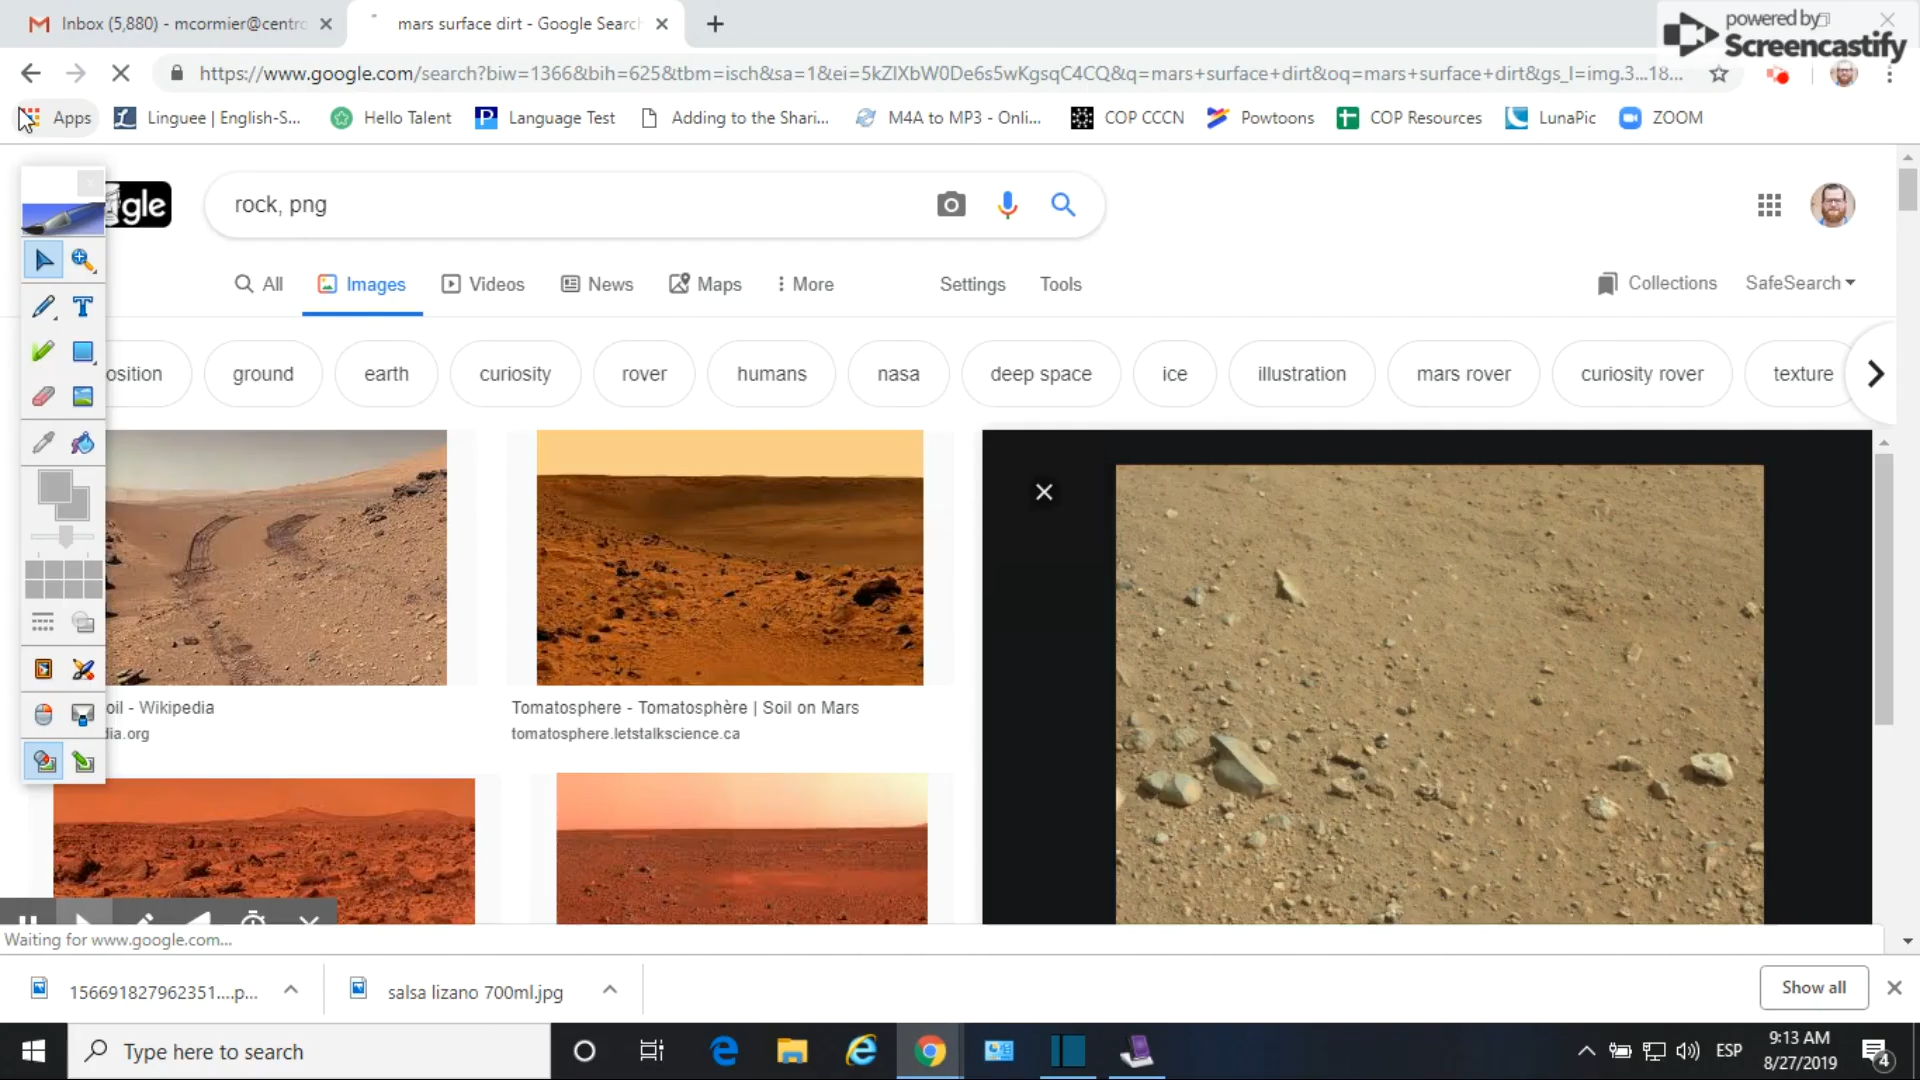 Inbox (5,880) - mcormier@centro
mars surface dirt - Google Search
powered by
Screencastify
https://www.google.com/search?biw=1366&bih=625&tbm=isch&sa=1&ei=5kZlXbW0De6s5wKgsqC4CQ&q=mars+surface+dirt&oq=mars+surface+dirt&gs_l=img.3...18...
Apps
Linguee | English-S...
Hello Talent
P
Language Test
Adding to the Shari...
M4A to MP3 - Onli...
COP CCCN
Powtoons
COP Resources
LunaPic
ZOOM
gle
rock, png
All
Images
Videos
News
Maps
More
Settings
Tools
Collections
SafeSearch
osition
ground
earth
curiosity
rover
humans
nasa
deep space
ice
illustration
mars rover
curiosity rover
texture
T
oil - Wikipedia
dia.org
Tomatosphere - Tomatosphère | Soil on Mars
tomatosphere.letstalkscience.ca
Waiting for www.google.com...
156691827962351....p...
salsa lizano 700ml.jpg
Show all
Type here to search
ESP
9:13 AM
8/27/2019
4